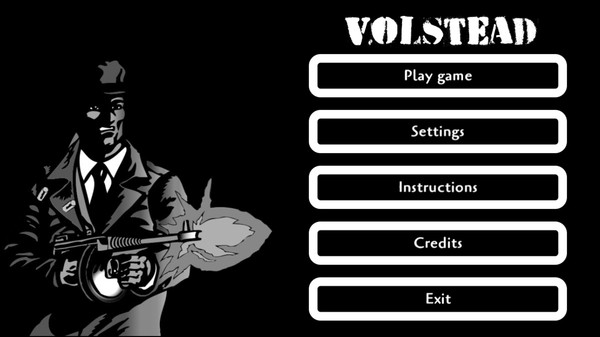 VOLSTEAD
Play game
Settings
Instructions
Credits
Exit